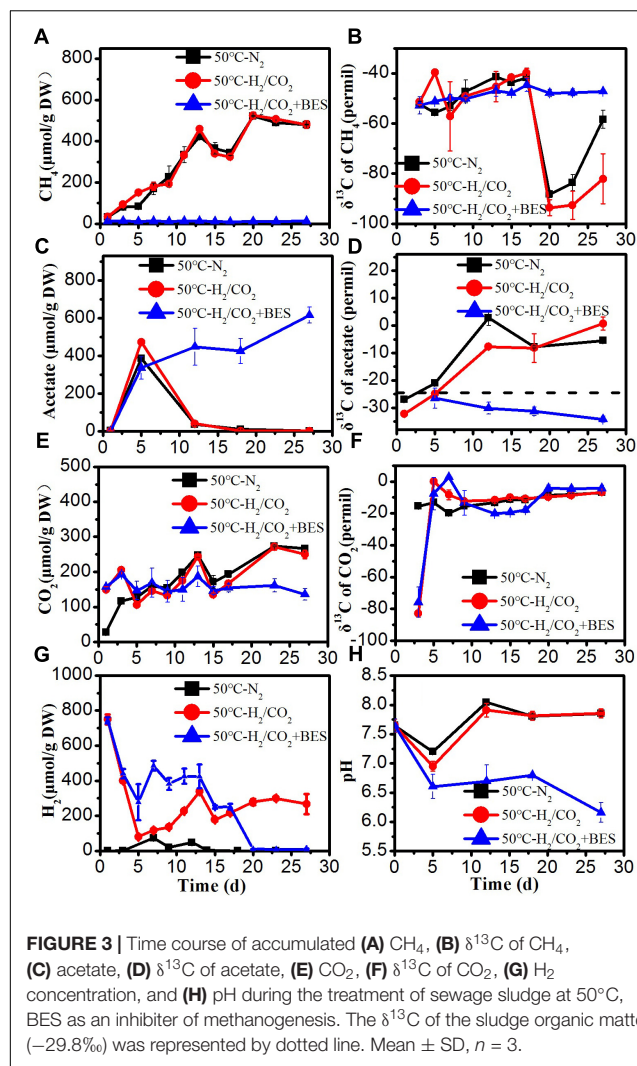 A
800
600
400
200
0
CH₄(μmol/g DW)
50°C-N₂
50°C-H₂/CO₂
50°C-H₂/CO₂+BES
0 5 10 15 20 25 30
B
-40
-60
-80
-100
δ¹³C of CH₄(permil)
50°C-N₂
50°C-H₂/CO₂
50°C-H₂/CO₂+BES
0 5 10 15 20 25 30
C
800
600
400
200
0
Acetate (μmol/g DW)
50°C-N₂
50°C-H₂/CO₂
50°C-H₂/CO₂+BES
0 5 10 15 20 25 30
D
20
10
0
-10
-20
-30
δ¹³C of acetate (permil)
50°C-N₂
50°C-H₂/CO₂
50°C-H₂/CO₂+BES
0 5 10 15 20 25 30
E
500
400
300
200
100
0
CO₂(μmol/g DW)
50°C-N₂
50°C-H₂/CO₂
50°C-H₂/CO₂+BES
0 5 10 15 20 25 30
F
20
0
-20
-40
-60
-80
-100
δ¹³C of CO₂(permil)
50°C-N₂
50°C-H₂/CO₂
50°C-H₂/CO₂+BES
0 5 10 15 20 25 30
G
1000
800
600
400
200
0
H₂(μmol/g DW)
50°C-N₂
50°C-H₂/CO₂
50°C-H₂/CO₂+BES
0 5 10 15 20 25 30
Time (d)
H
8.5
8.0
7.5
7.0
6.5
6.0
5.5
pH
50°C-N₂
50°C-H₂/CO₂
50°C-H₂/CO₂+BES
0 5 10 15 20 25 30
Time (d)
FIGURE 3 | Time course of accumulated (A) CH₄, (B) δ¹³C of CH₄,
(C) acetate, (D) δ¹³C of acetate, (E) CO₂, (F) δ¹³C of CO₂, (G) H₂
concentration, and (H) pH during the treatment of sewage sludge at 50°C,
BES as an inhibiter of methanogenesis. The δ¹³C of the sludge organic matte
(−29.8‰) was represented by dotted line. Mean ± SD, n = 3.